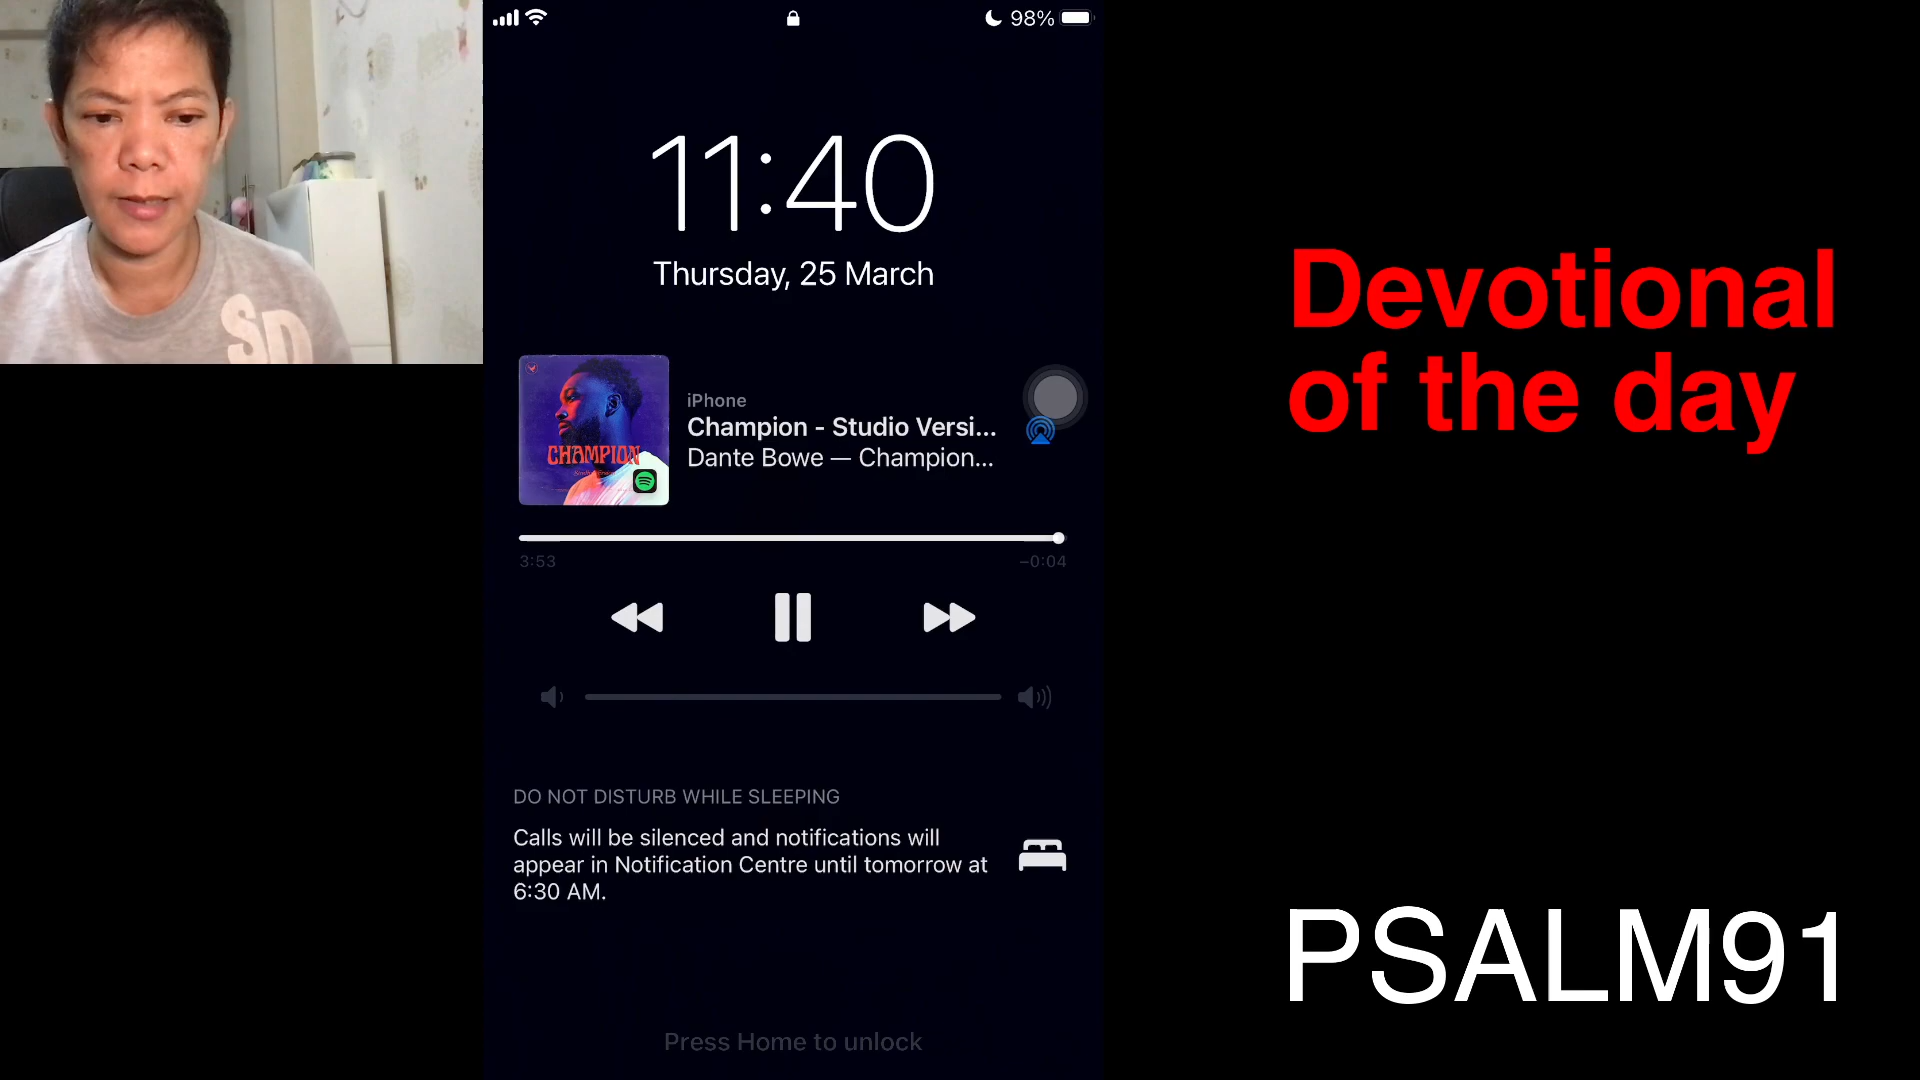 98%
11:40
Thursday, 25 March
iPhone
Champion - Studio Versi...
Dante Bowe — Champion...
CHAMPION
3:53
−0:04
DO NOT DISTURB WHILE SLEEPING
Calls will be silenced and notifications will
appear in Notification Centre until tomorrow at
6:30 AM.
Press Home to unlock
SD
Devotional
of the day
PSALM91